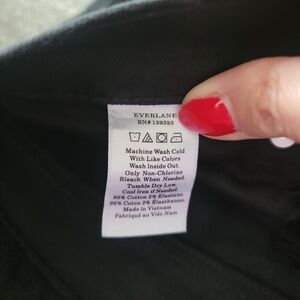 EVERLANE
RN# 139393
Machine Wash Cold
With Like Colors
Wash Inside Out.
Only Non-Chlorine
Bleach When Needed.
Tumble Dry Low
Cool Iron if Needed.
98% Cotton 2% Elastane.
98% Coton 2% Élasthanne.
Made in Vietnam
Fabriqué au Viêt-Nam